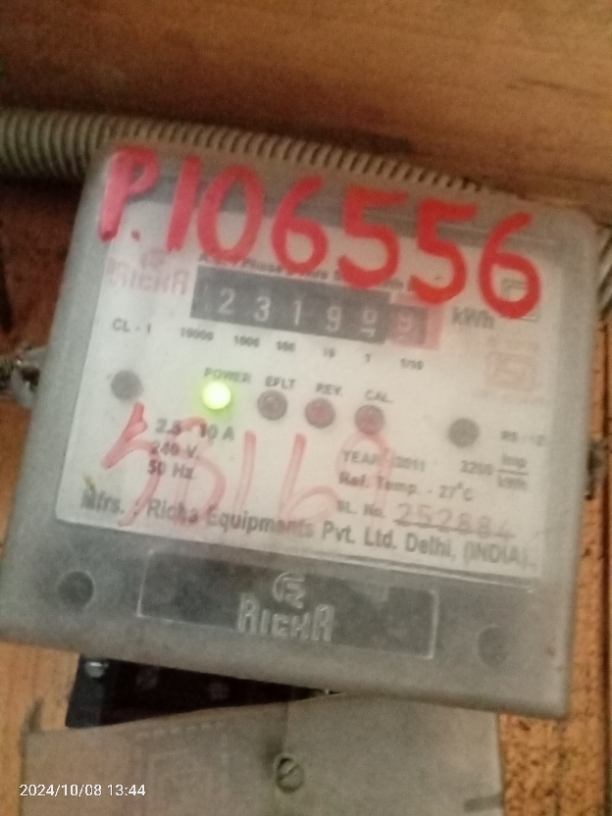 P.106556
RICHA
2 3 1 9 9
kWh
CL - 1
10000 1000 100 10 1 1/10
POWER EFLT REV. CAL.
2.5 - 10 A
240 V.
50 Hz.
YEAR - 2011
3200 Imp/kWh
Ref. Temp. - 27°C
SL. No. 252884
Mfrs. : Richa Equipments Pvt. Ltd. Delhi, (INDIA).
RICHA
2024/10/08 13:44